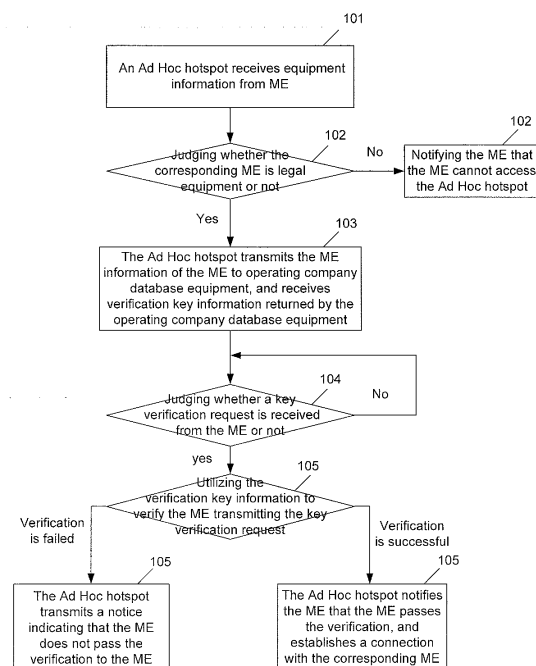 101
An Ad Hoc hotspot receives equipment
information from ME
102
Judging whether the
corresponding ME is legal
equipment or not
No
102
Notifying the ME that
the ME cannot access
the Ad Hoc hotspot
Yes
103
The Ad Hoc hotspot transmits the ME
information of the ME to operating company
database equipment, and receives
verification key information returned by the
operating company database equipment
104
Judging whether a key
verification request is received
from the ME or not
No
yes
105
Utilizing the
verification key information to
verify the ME transmitting the key
verification request
Verification
is failed
Verification
is successful
105
The Ad Hoc hotspot
transmits a notice
indicating that the ME
does not pass the
verification to the ME
105
The Ad Hoc hotspot notifies
the ME that the ME passes
the verification, and
establishes a connection
with the corresponding ME